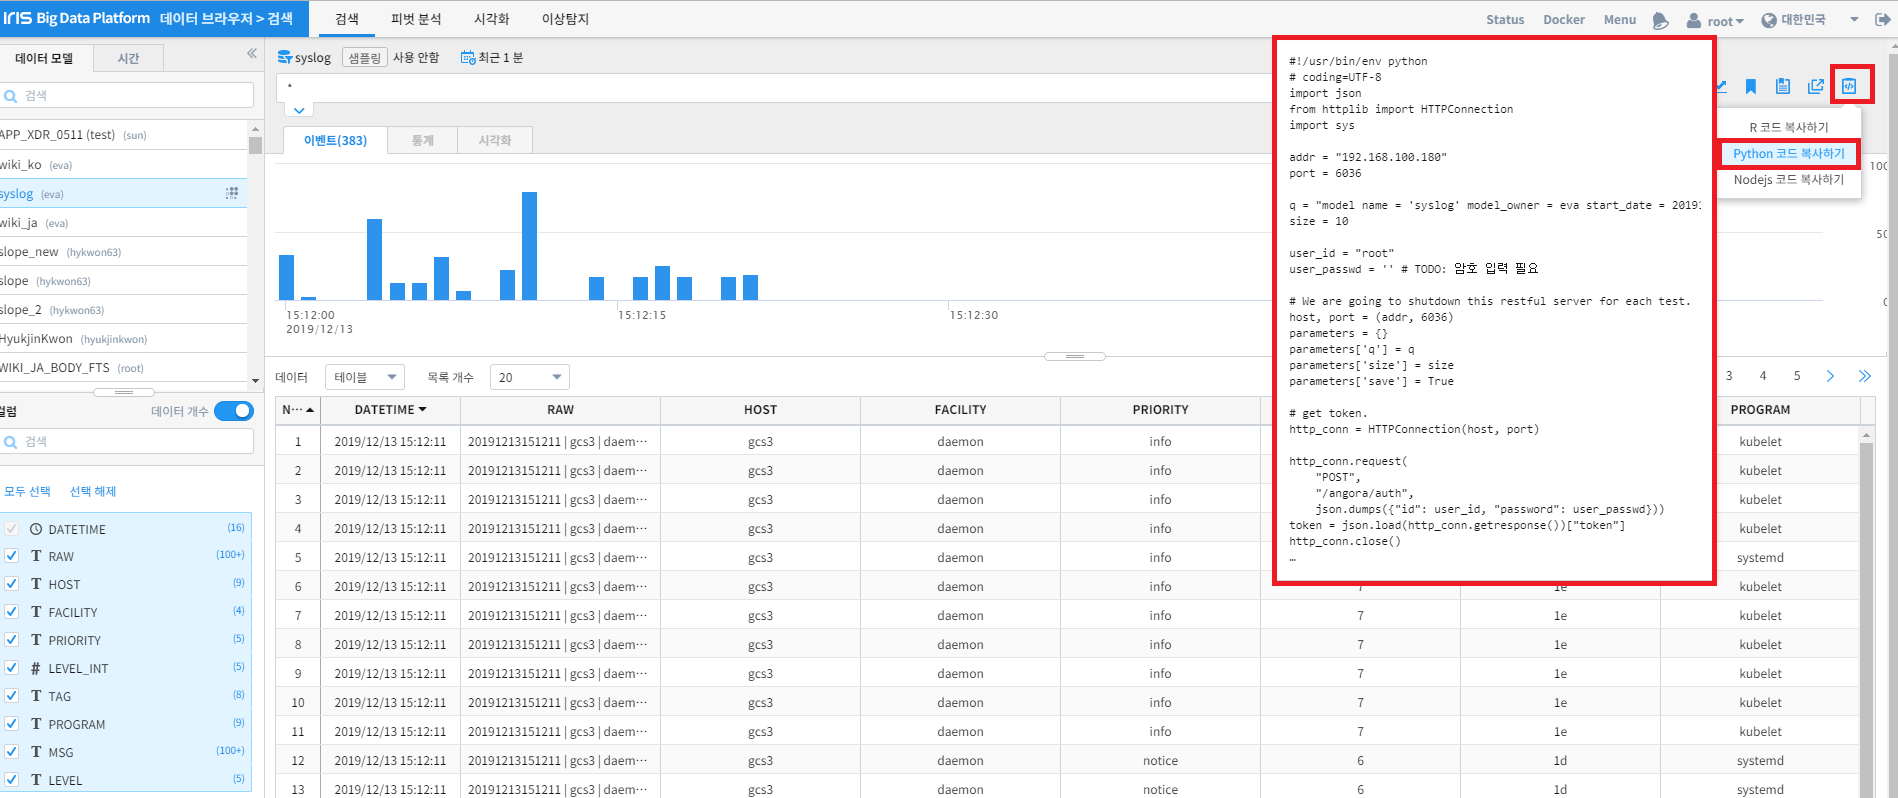 IRIS Big Data Platform 데이터 브라우저 > 검색
검색 피벗 분석 시각화 이상탐지
Status Docker Menu root 대한민국
데이터 모델 시간
검색
APP_XDR_0511 (test) (sun)
wiki_ko (eva)
syslog (eva)
wiki_ja (eva)
slope_new (hykwon63)
slope (hykwon63)
slope_2 (hykwon63)
HyukjinKwon (hyukjinkwon)
WIKI_JA_BODY_FTS (root)
컬럼 데이터 개수
검색
모두 선택 선택 해제
DATETIME (16)
T RAW (100+)
T HOST (9)
T FACILITY (4)
T PRIORITY (5)
# LEVEL_INT (5)
T TAG (8)
T PROGRAM (9)
T MSG (100+)
T LEVEL (5)
syslog 샘플링 사용 안함 최근 1 분
*
이벤트(383) 통계 시각화
100
50
0
15:12:00 15:12:15 15:12:30
2019/12/13
R 코드 복사하기
Python 코드 복사하기
Nodejs 코드 복사하기
#!/usr/bin/env python
# coding=UTF-8
import json
from httplib import HTTPConnection
import sys
addr = "192.168.100.180"
port = 6036
q = "model name = 'syslog' model_owner = eva start_date = 20191
size = 10
user_id = "root"
user_passwd = '' # TODO: 암호 입력 필요
# We are going to shutdown this restful server for each test.
host, port = (addr, 6036)
parameters = {}
parameters['q'] = q
parameters['size'] = size
parameters['save'] = True
# get token.
http_conn = HTTPConnection(host, port)
http_conn.request(
"POST",
"/angora/auth",
json.dumps({"id": user_id, "password": user_passwd}))
token = json.load(http_conn.getresponse())["token"]
http_conn.close()
…
데이터 테이블 목록 개수 20 3 4 5
N… DATETIME RAW HOST FACILITY PRIORITY PROGRAM
1 2019/12/13 15:12:11 20191213151211 | gcs3 | daem… gcs3 daemon info kubelet
2 2019/12/13 15:12:11 20191213151211 | gcs3 | daem… gcs3 daemon info kubelet
3 2019/12/13 15:12:11 20191213151211 | gcs3 | daem… gcs3 daemon info kubelet
4 2019/12/13 15:12:11 20191213151211 | gcs3 | daem… gcs3 daemon info kubelet
5 2019/12/13 15:12:11 20191213151211 | gcs3 | daem… gcs3 daemon info systemd
6 2019/12/13 15:12:11 20191213151211 | gcs3 | daem… gcs3 daemon info 7 1e kubelet
7 2019/12/13 15:12:11 20191213151211 | gcs3 | daem… gcs3 daemon info 7 1e kubelet
8 2019/12/13 15:12:11 20191213151211 | gcs3 | daem… gcs3 daemon info 7 1e kubelet
9 2019/12/13 15:12:11 20191213151211 | gcs3 | daem… gcs3 daemon info 7 1e kubelet
10 2019/12/13 15:12:11 20191213151211 | gcs3 | daem… gcs3 daemon info 7 1e kubelet
11 2019/12/13 15:12:11 20191213151211 | gcs3 | daem… gcs3 daemon info 7 1e kubelet
12 2019/12/13 15:12:11 20191213151211 | gcs3 | daem… gcs3 daemon notice 6 1d systemd
13 2019/12/13 15:12:11 20191213151211 | gcs3 | daem… gcs3 daemon notice 6 1d systemd